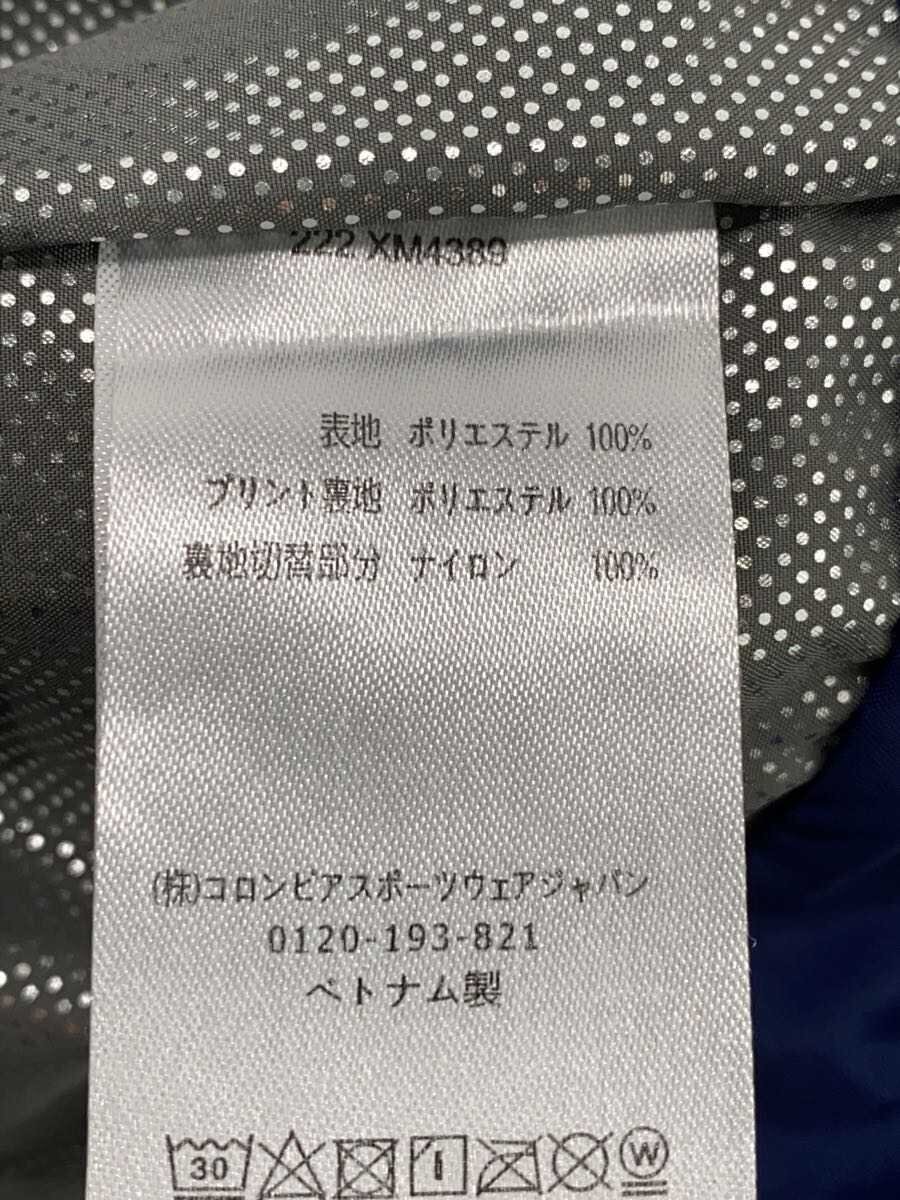 222 XM4389
表地 ポリエステル 100%
プリント裏地 ポリエステル 100%
裏地切替部分 ナイロン 100%
(株)コロンビアスポーツウェアジャパン
0120-193-821
ベトナム製
30 W